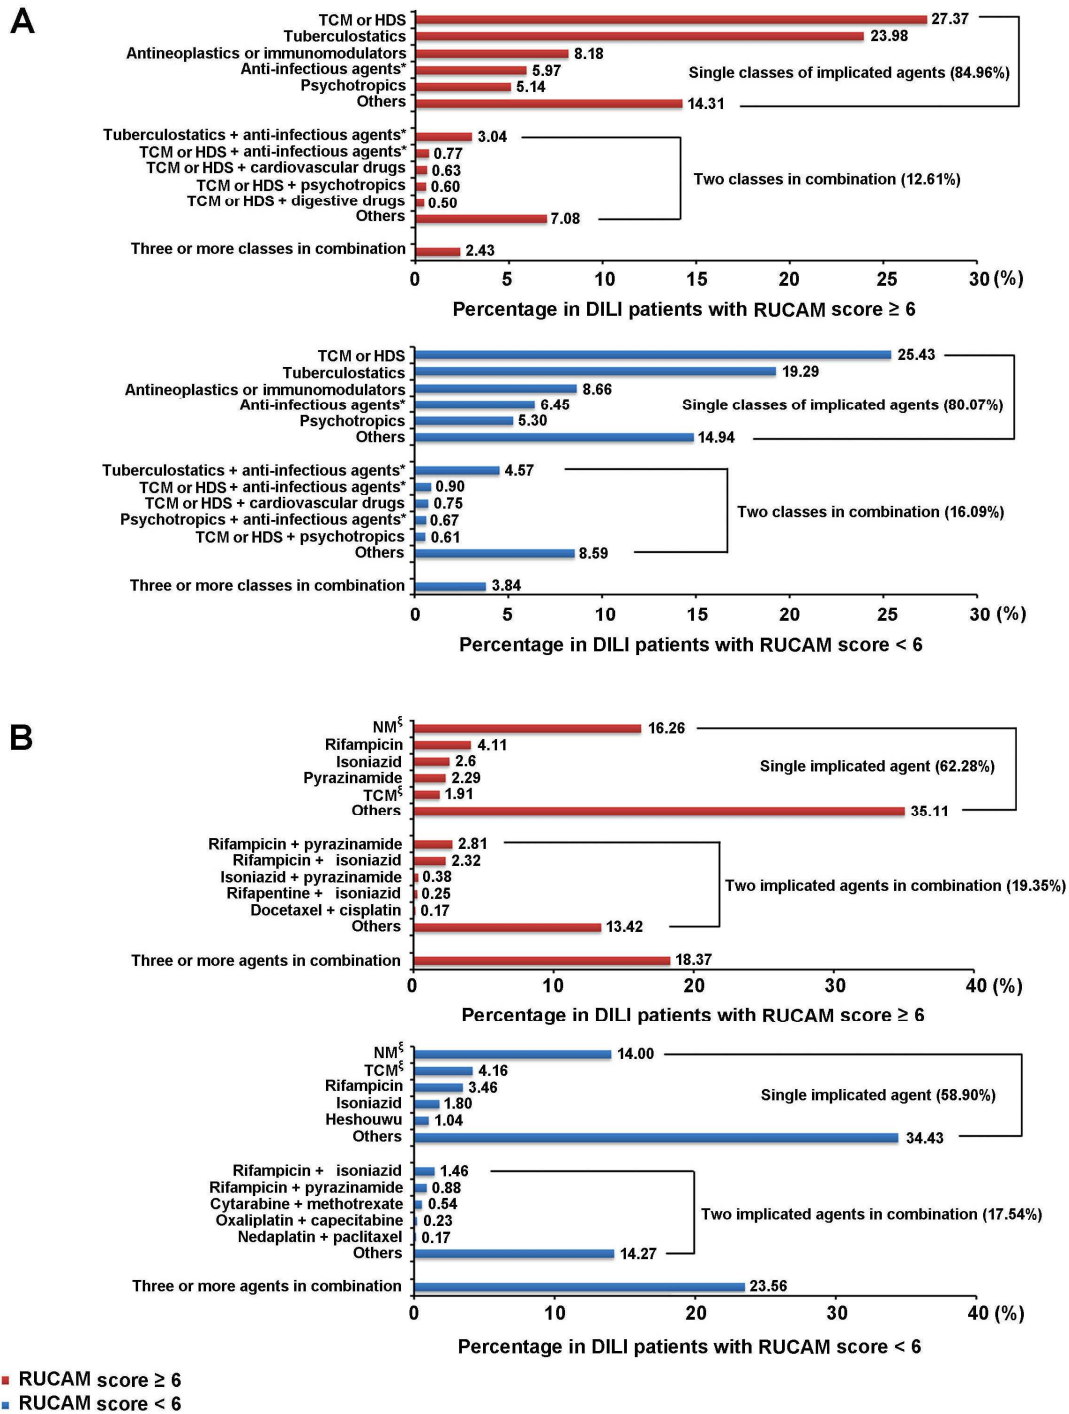 A
TCM or HDS 27.37
Tuberculostatics 23.98
Antineoplastics or immunomodulators 8.18
Anti-infectious agents* 5.97
Single classes of implicated agents (84.96%)
Psychotropics 5.14
Others 14.31
Tuberculostatics + anti-infectious agents* 3.04
TCM or HDS + anti-infectious agents* 0.77
TCM or HDS + cardiovascular drugs 0.63
Two classes in combination (12.61%)
TCM or HDS + psychotropics 0.60
TCM or HDS + digestive drugs 0.50
Others 7.08
Three or more classes in combination 2.43
0 5 10 15 20 25 30 (%)
Percentage in DILI patients with RUCAM score ≥ 6
TCM or HDS 25.43
Tuberculostatics 19.29
Antineoplastics or immunomodulators 8.66
Anti-infectious agents* 6.45
Single classes of implicated agents (80.07%)
Psychotropics 5.30
Others 14.94
Tuberculostatics + anti-infectious agents* 4.57
TCM or HDS + anti-infectious agents* 0.90
TCM or HDS + cardiovascular drugs 0.75
Two classes in combination (16.09%)
Psychotropics + anti-infectious agents* 0.67
TCM or HDS + psychotropics 0.61
Others 8.59
Three or more classes in combination 3.84
0 5 10 15 20 25 30 (%)
Percentage in DILI patients with RUCAM score < 6
B
NMξ 16.26
Rifampicin 4.11
Isoniazid 2.6
Single implicated agent (62.28%)
Pyrazinamide 2.29
TCMξ 1.91
Others 35.11
Rifampicin + pyrazinamide 2.81
Rifampicin + isoniazid 2.32
Isoniazid + pyrazinamide 0.38
Two implicated agents in combination (19.35%)
Rifapentine + isoniazid 0.25
Docetaxel + cisplatin 0.17
Others 13.42
Three or more agents in combination 18.37
0 10 20 30 40 (%)
Percentage in DILI patients with RUCAM score ≥ 6
NMξ 14.00
TCMξ 4.16
Rifampicin 3.46
Single implicated agent (58.90%)
Isoniazid 1.80
Heshouwu 1.04
Others 34.43
Rifampicin + isoniazid 1.46
Rifampicin + pyrazinamide 0.88
Cytarabine + methotrexate 0.54
Two implicated agents in combination (17.54%)
Oxaliplatin + capecitabine 0.23
Nedaplatin + paclitaxel 0.17
Others 14.27
Three or more agents in combination 23.56
0 10 20 30 40 (%)
Percentage in DILI patients with RUCAM score < 6
RUCAM score ≥ 6
RUCAM score < 6